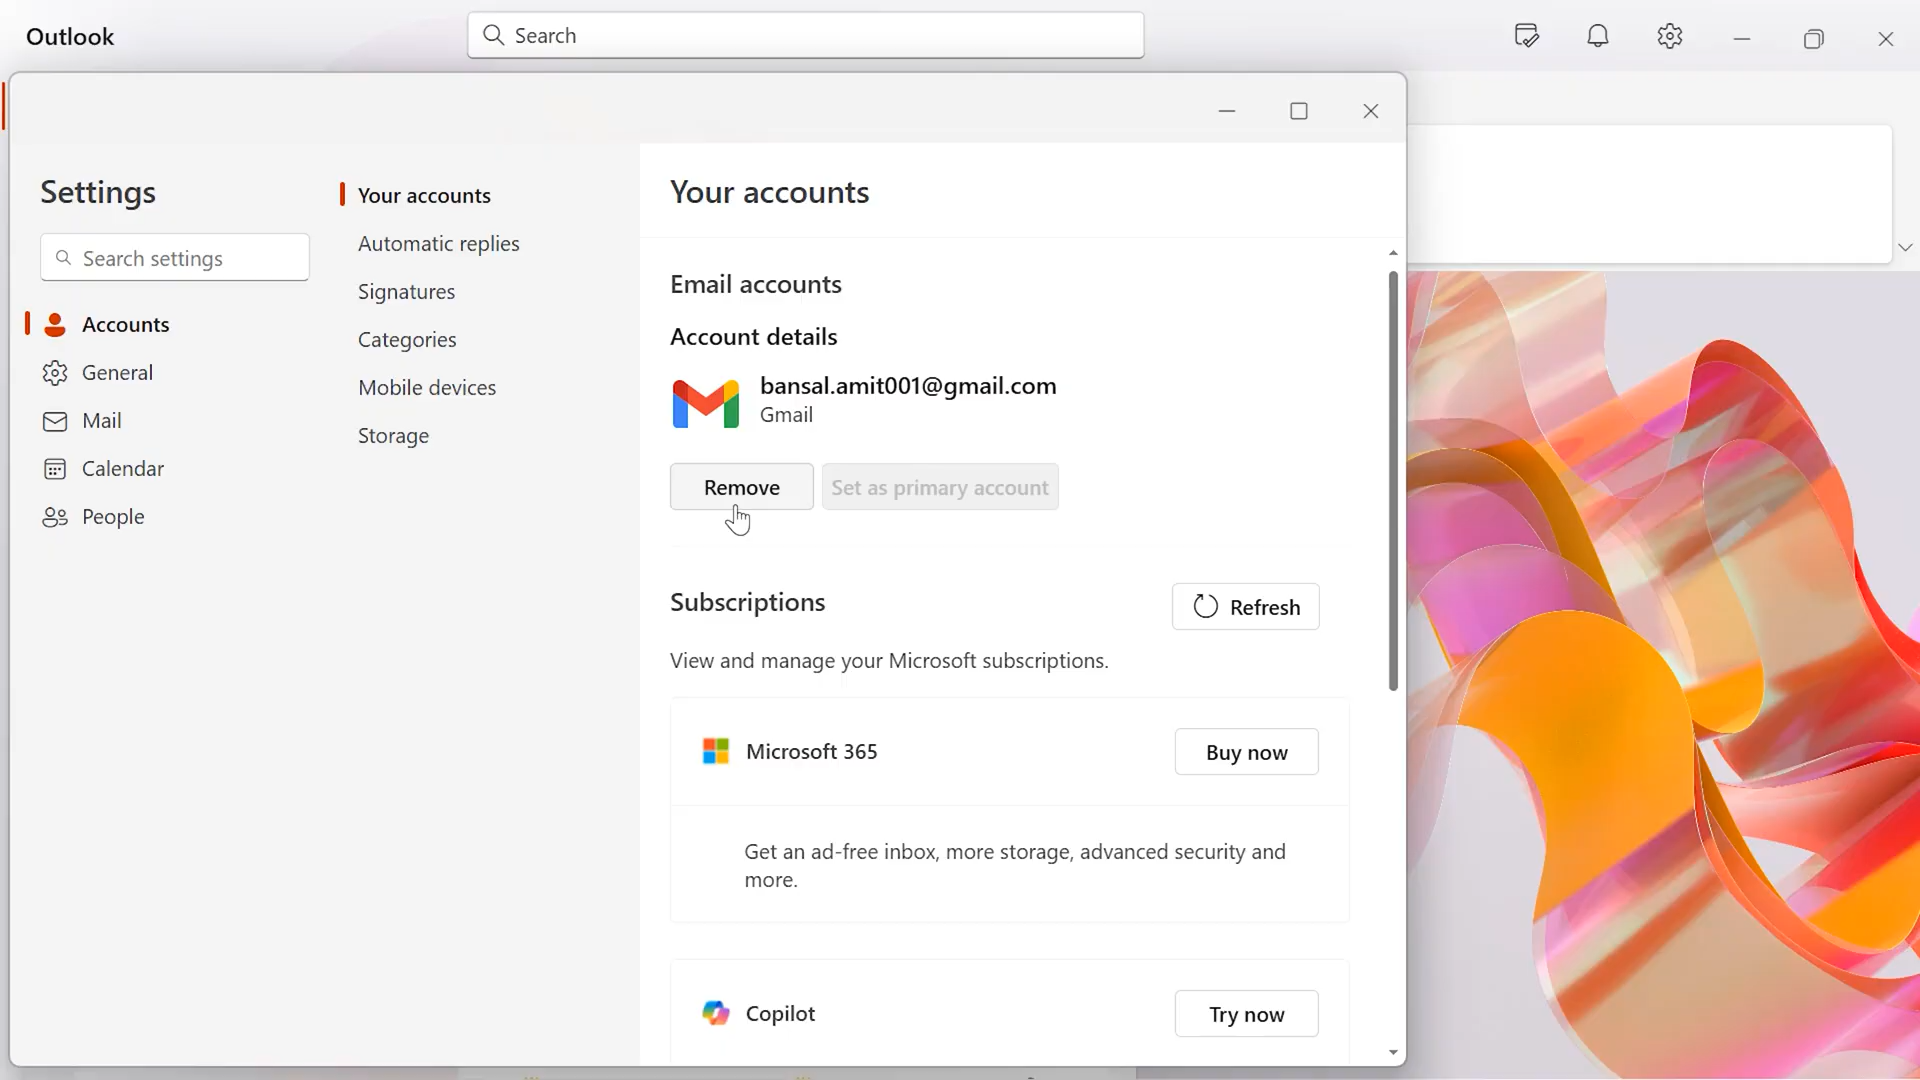 Outlook
Search
Settings
Search settings
Accounts
General
Mail
Calendar
People
Your accounts
Automatic replies
Signatures
Categories
Mobile devices
Storage
Your accounts
Email accounts
Account details
bansal.amit001@gmail.com
Gmail
Remove
Set as primary account
Subscriptions
Refresh
View and manage your Microsoft subscriptions.
Microsoft 365
Buy now
Get an ad-free inbox, more storage, advanced security and
more.
Copilot
Try now